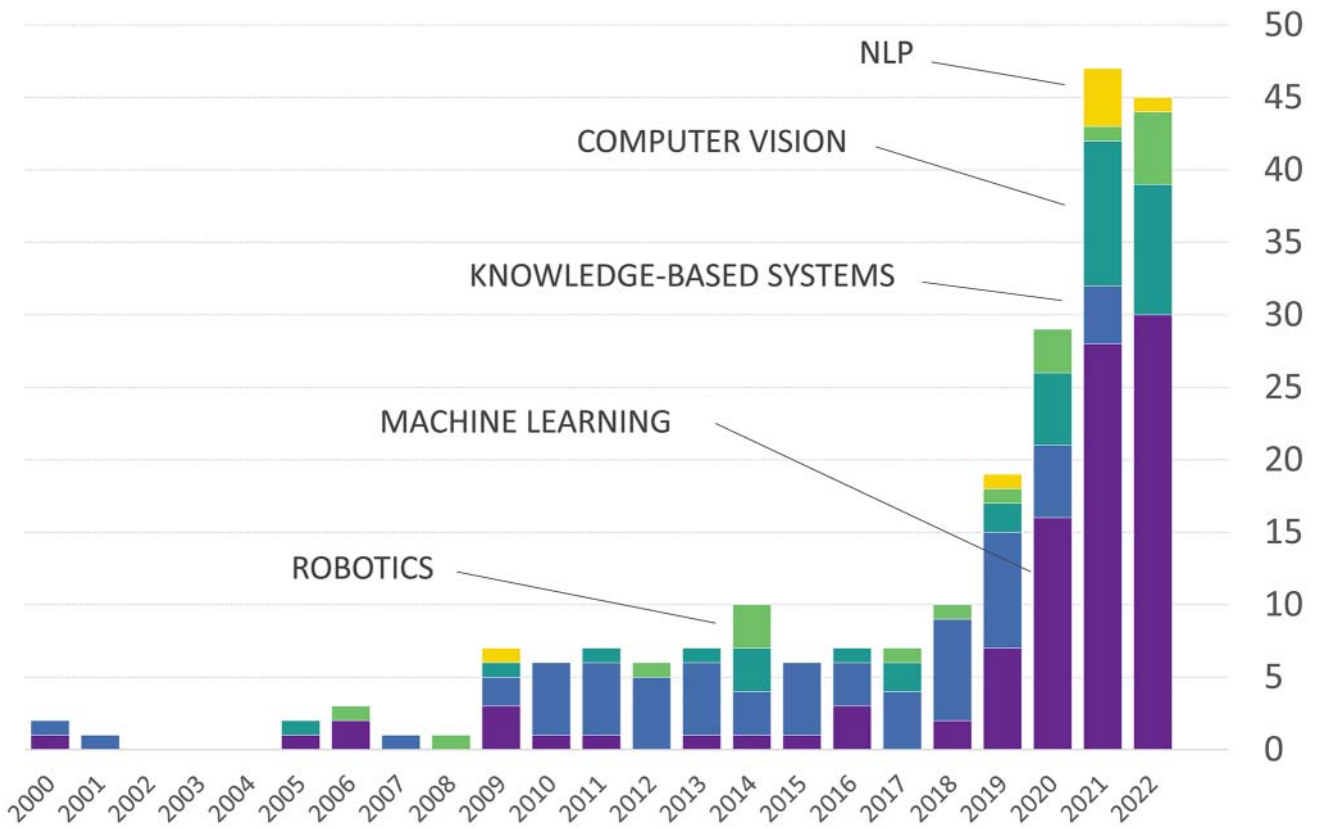 50
NLP
45
COMPUTER VISION
40
35
KNOWLEDGE-BASED SYSTEMS
30
25
MACHINE LEARNING
20
15
ROBOTICS
10
5
0
2000 2001 2002 2003 2004 2005 2006 2007 2008 2009 2010 2011 2012 2013 2014 2015 2016 2017 2018 2019 2020 2021 2022